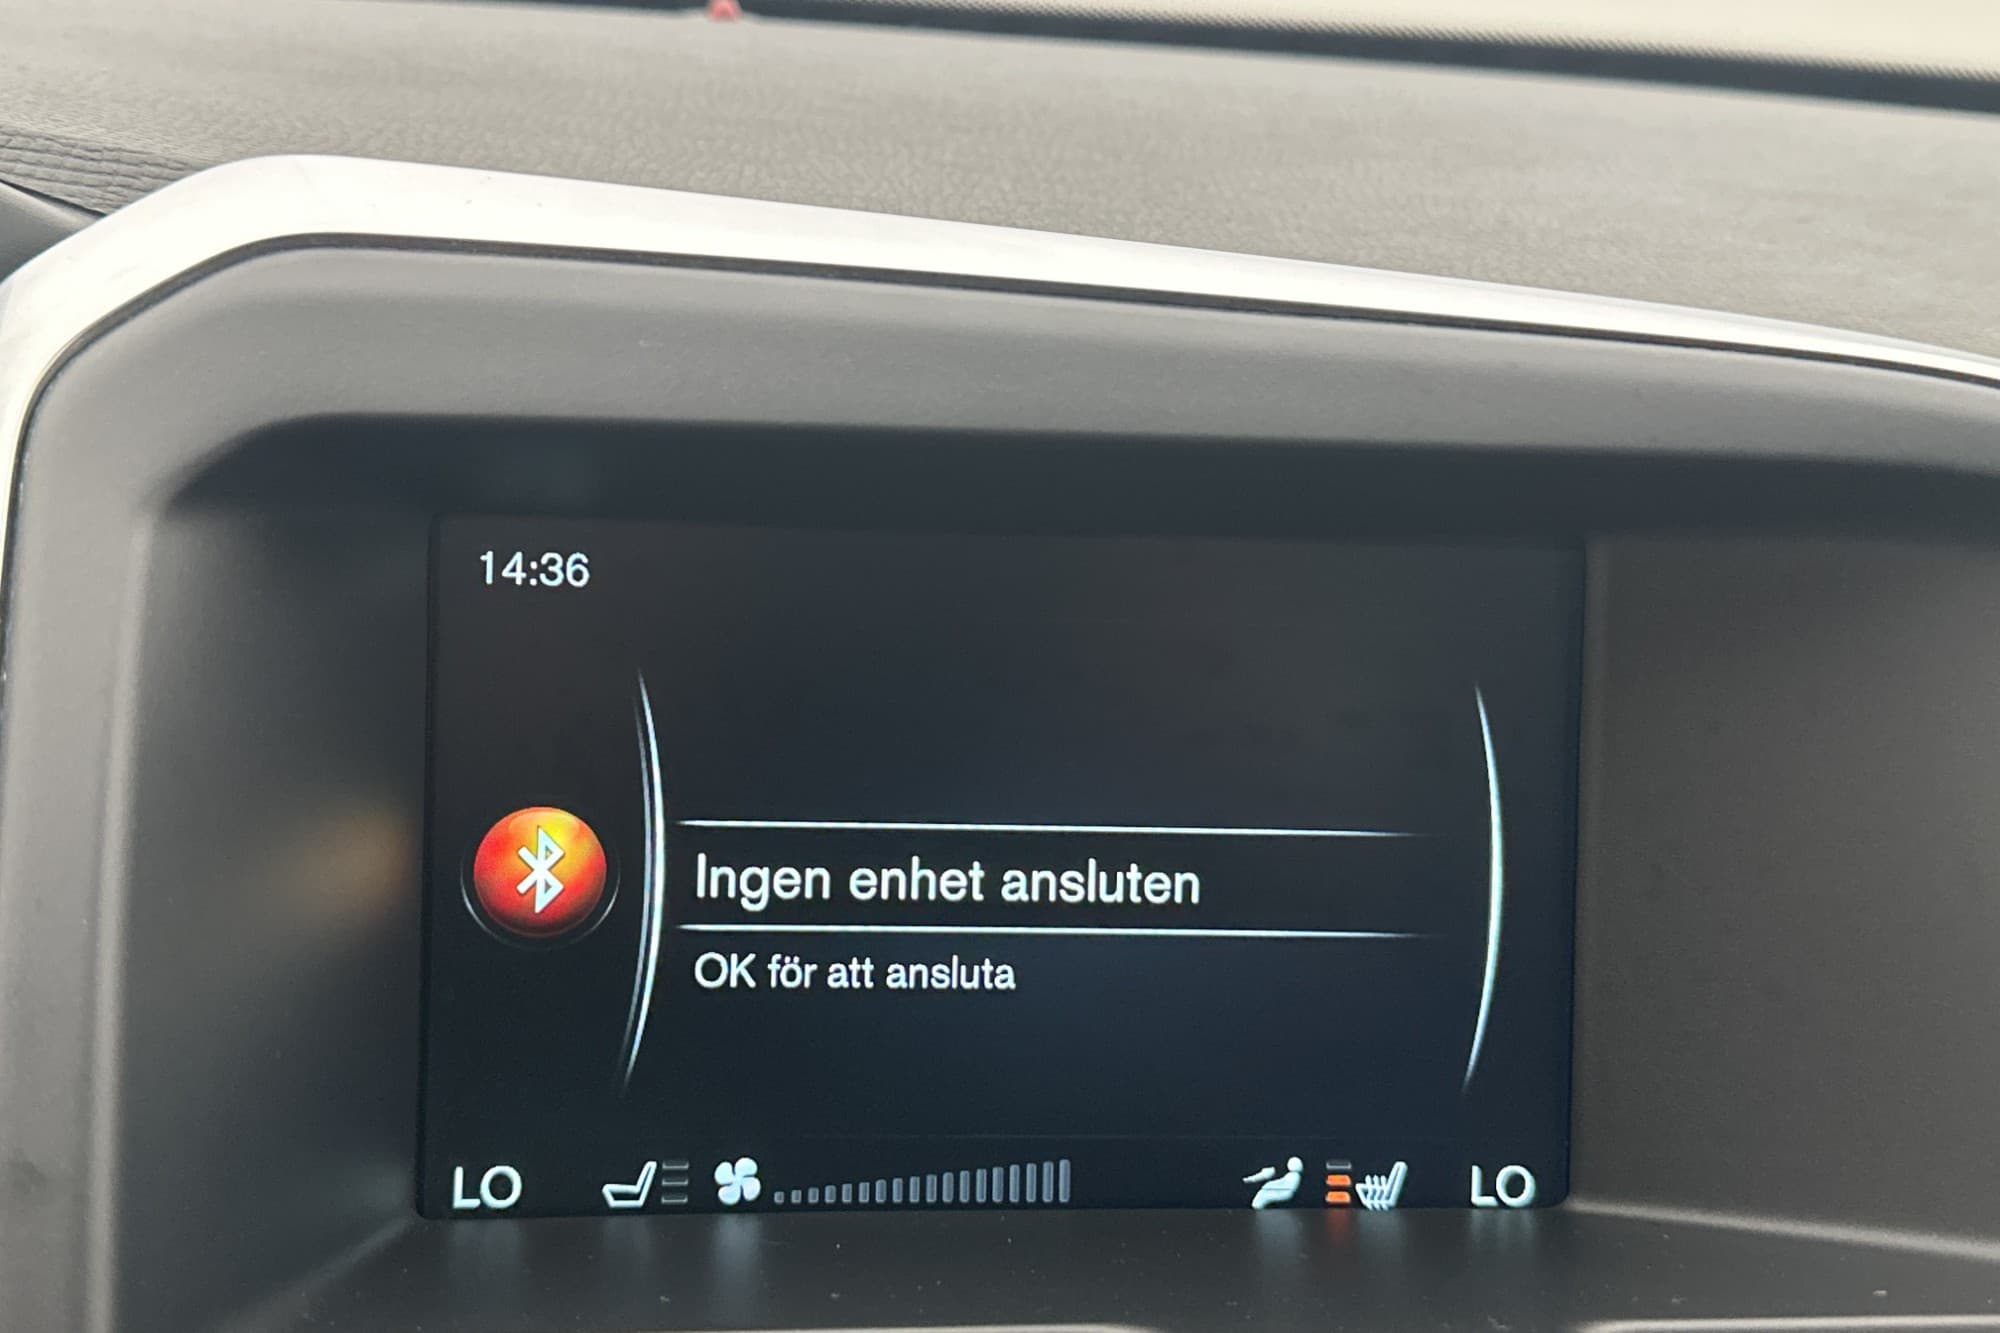 14:36
Ingen enhet ansluten
OK för att ansluta
LO LO